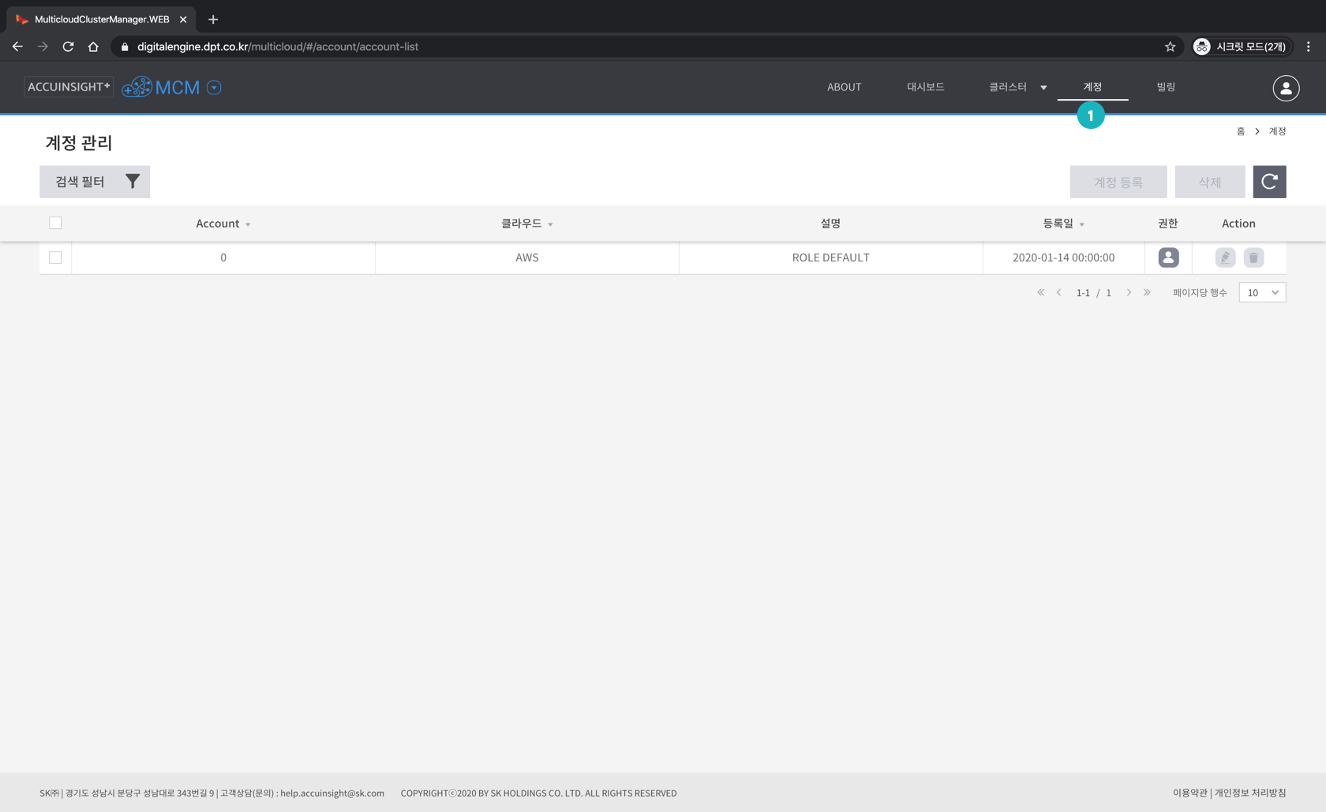 MulticloudClusterManager.WEB
digitalengine.dpt.co.kr/multicloud/#/account/account-list
시크릿 모드(2개)
ACCUINSIGHT+ MCM
ABOUT 대시보드 클러스터 계정 빌링
1
홈 > 계정
계정 관리
검색 필터
계정 등록 삭제
Account 클라우드 설명 등록일 권한 Action
0 AWS ROLE DEFAULT 2020-01-14 00:00:00
1-1 / 1 페이지당 행수 10
SK㈜ | 경기도 성남시 분당구 성남대로 343번길 9 | 고객상담(문의) : help.accuinsight@sk.com COPYRIGHTⓒ2020 BY SK HOLDINGS CO. LTD. ALL RIGHTS RESERVED
이용약관 | 개인정보 처리방침